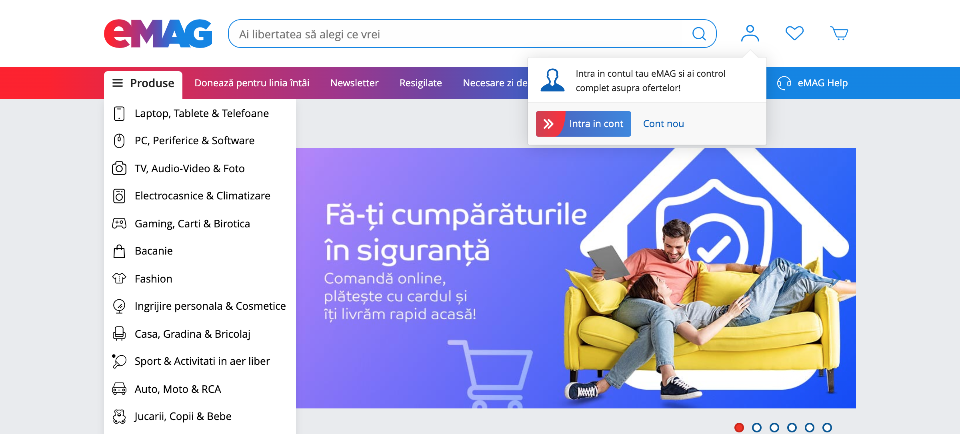 eMAG
Ai libertatea să alegi ce vrei
Produse
Donează pentru linia întâi
Newsletter
Resigilate
Necesare zi de
eMAG Help
Intra in contul tau eMAG si ai control
complet asupra ofertelor!
Intra in cont
Cont nou
Laptop, Tablete & Telefoane
PC, Periferice & Software
TV, Audio-Video & Foto
Electrocasnice & Climatizare
Gaming, Carti & Birotica
Bacanie
Fashion
Ingrijire personala & Cosmetice
Casa, Gradina & Bricolaj
Sport & Activitati in aer liber
Auto, Moto & RCA
Jucarii, Copii & Bebe
Fă-ți cumpărăturile
în siguranță
Comandă online,
plătește cu cardul și
îți livrăm rapid acasă!